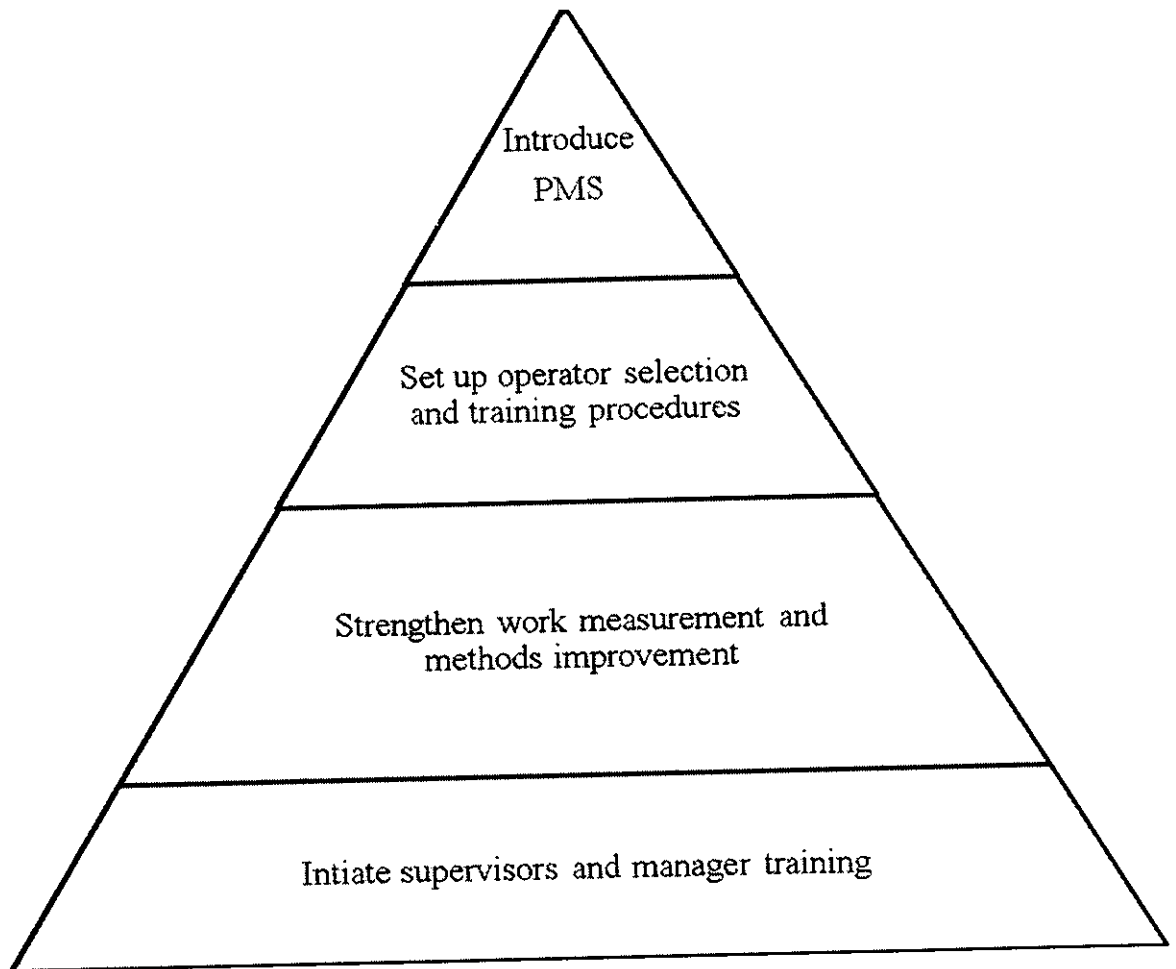 Introduce
PMS
Set up operator selection
and training procedures
Strengthen work measurement and
methods improvement
Intiate supervisors and manager training